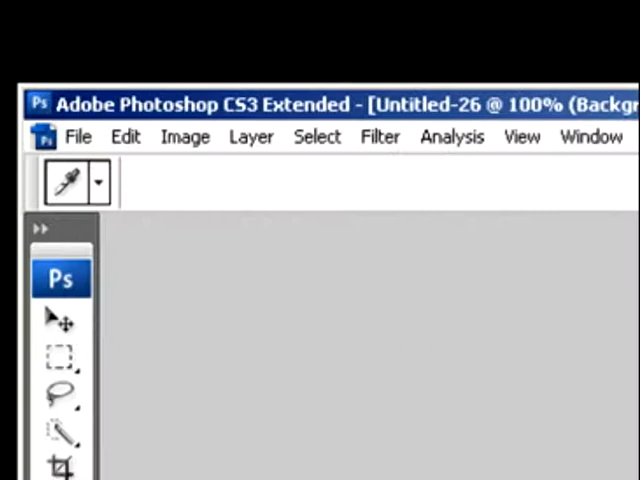 Ps Adobe Photoshop CS3 Extended - [Untitled-26 @ 100% (Backgr
Ps File Edit Image Layer Select Filter Analysis View Window
Ps